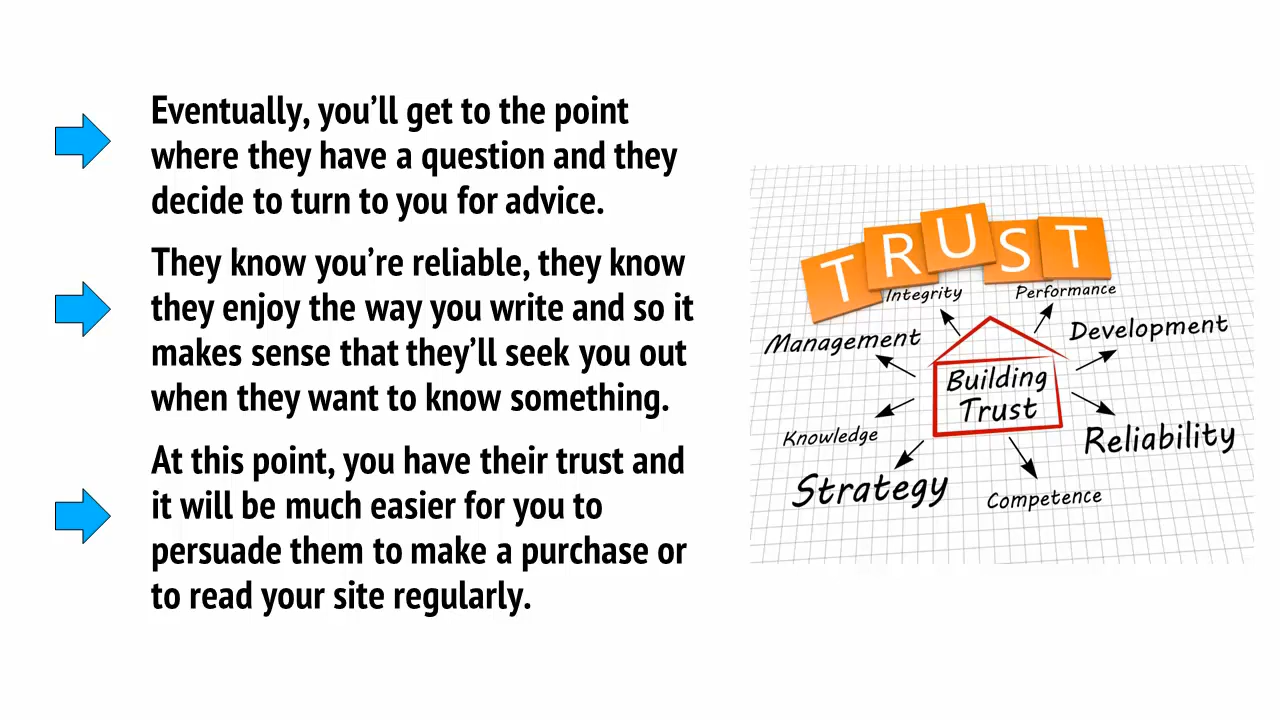 Eventually, you’ll get to the point
where they have a question and they
decide to turn to you for advice.
They know you’re reliable, they know
they enjoy the way you write and so it
makes sense that they’ll seek you out
when they want to know something.
At this point, you have their trust and
it will be much easier for you to
persuade them to make a purchase or
to read your site regularly.
TRUST
Integrity
Performance
Management
Development
Building
Trust
Knowledge
Reliability
Strategy
Competence